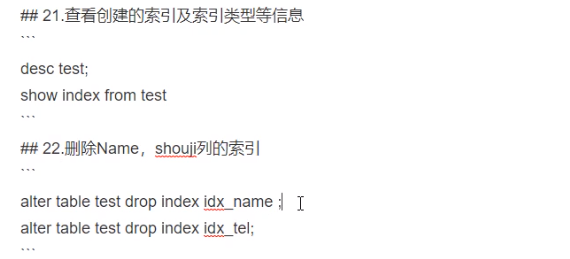 ## 21.查看创建的索引及索引类型等信息
```
desc test;
show index from test
```
## 22.删除Name，shouji列的索引
```
alter table test drop index idx_name ;
alter table test drop index idx_tel;
```